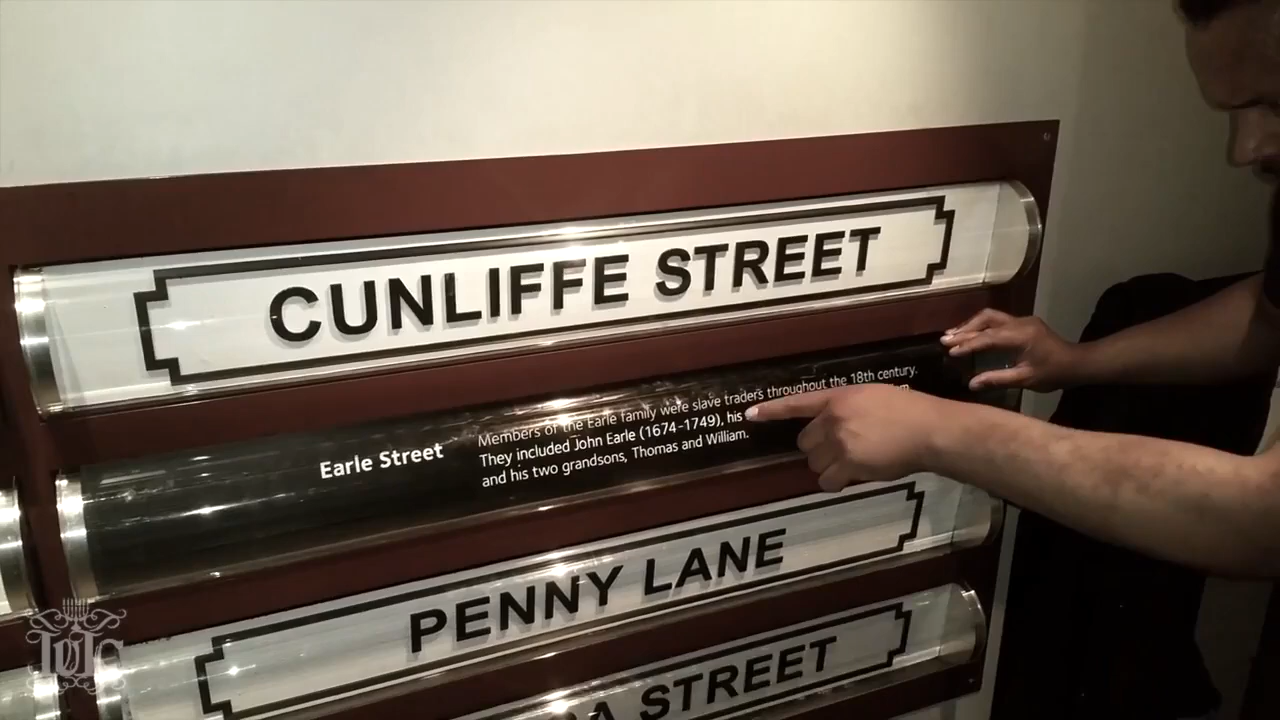 CUNLIFFE STREET
Earle Street
Members of the Earle family were slave traders throughout the 18th century.
They included John Earle (1674-1749), his
and his two grandsons, Thomas and William.
PENNY LANE
STREET